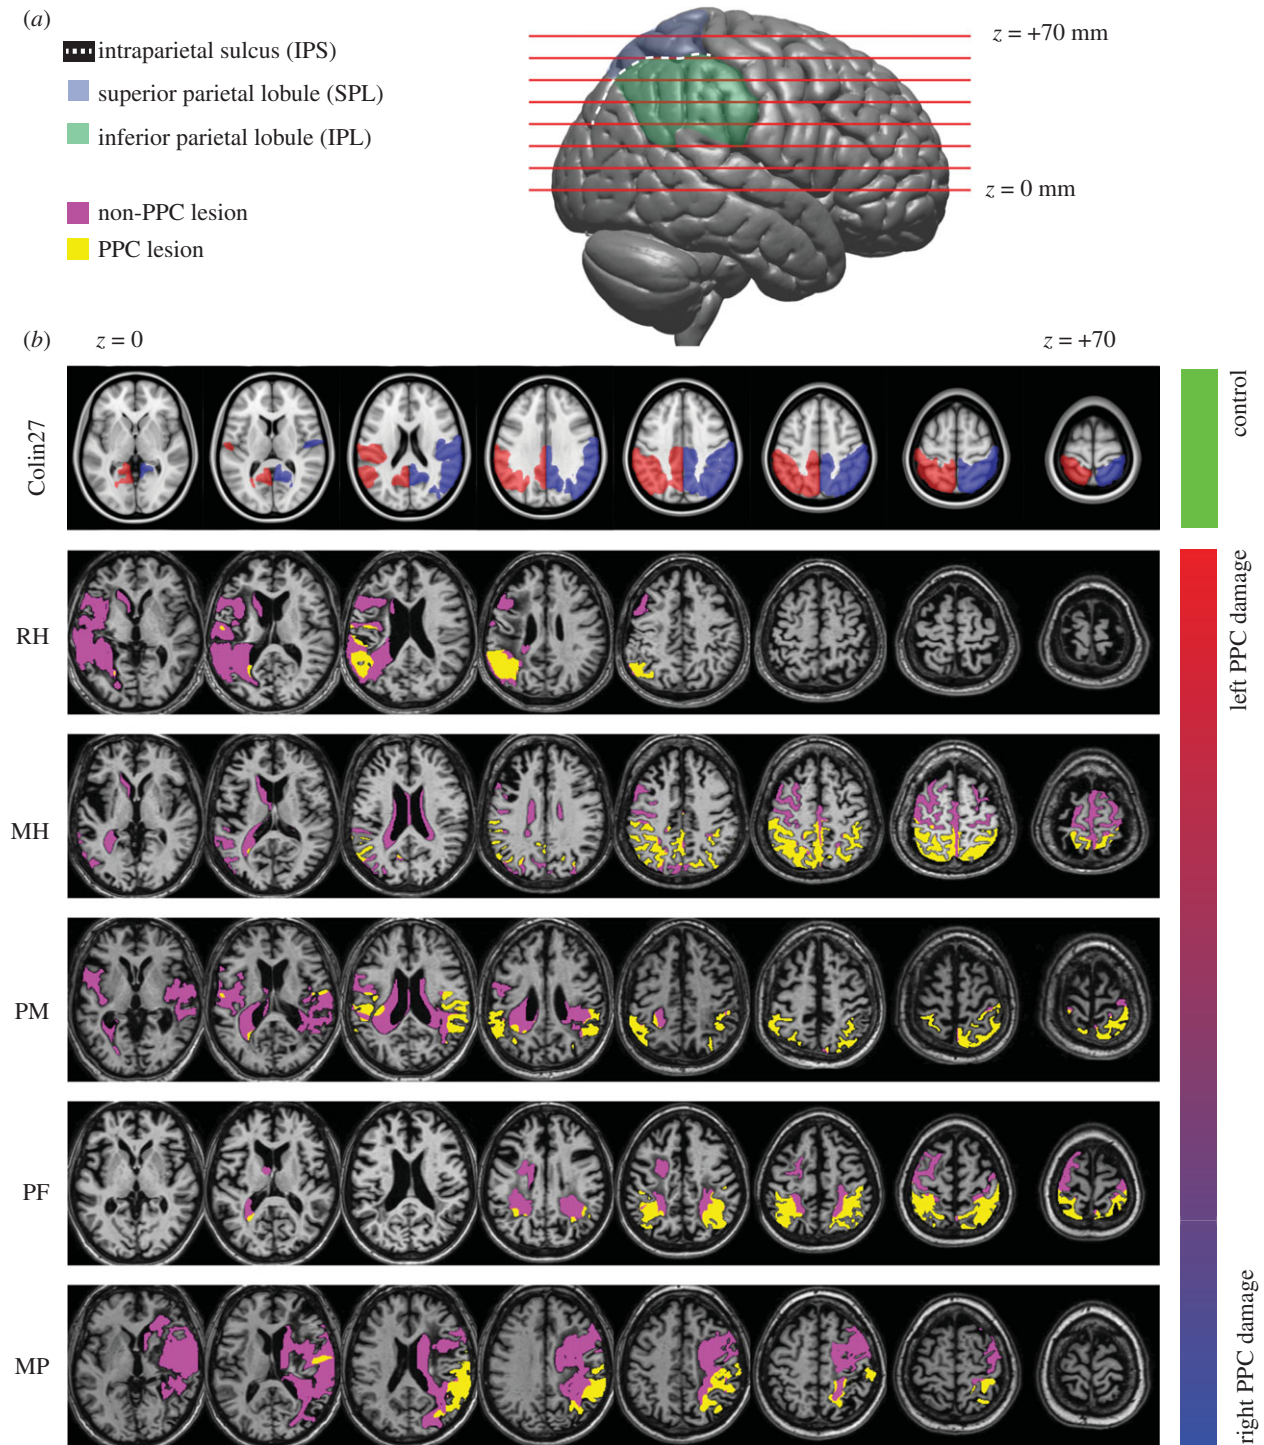 (a)
intraparietal sulcus (IPS)
superior parietal lobule (SPL)
inferior parietal lobule (IPL)
non-PPC lesion
PPC lesion
z = +70 mm
z = 0 mm
(b)
z = 0
z = +70
Colin27
control
RH
left PPC damage
MH
PM
PF
MP
right PPC damage